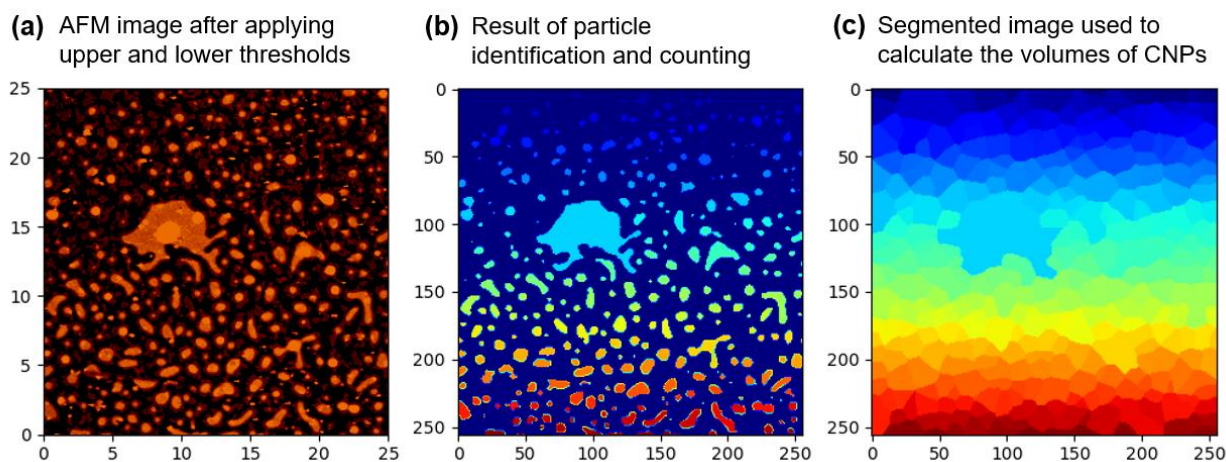 (a) AFM image after applying
upper and lower thresholds
(b) Result of particle
identification and counting
(c) Segmented image used to
calculate the volumes of CNPs
25
20
15
10
5
0
0 5 10 15 20 25
0
50
100
150
200
250
0 50 100 150 200 250
0
50
100
150
200
250
0 50 100 150 200 250